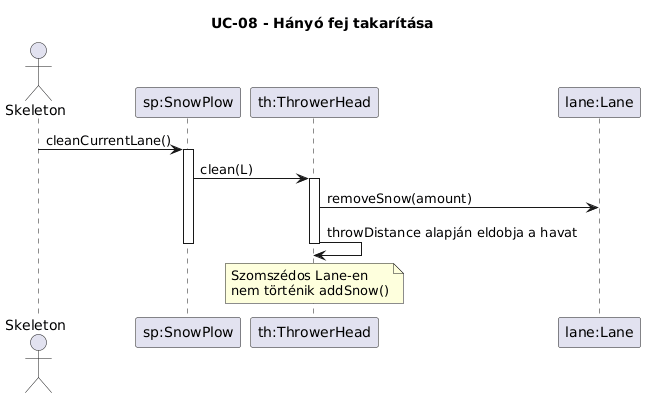 UC-08 - Hányó fej takarítása
Skeleton
sp:SnowPlow
th:ThrowerHead
lane:Lane
cleanCurrentLane()
clean(L)
removeSnow(amount)
throwDistance alapján eldobja a havat
Szomszédos Lane-en
nem történik addSnow()
Skeleton
sp:SnowPlow
th:ThrowerHead
lane:Lane